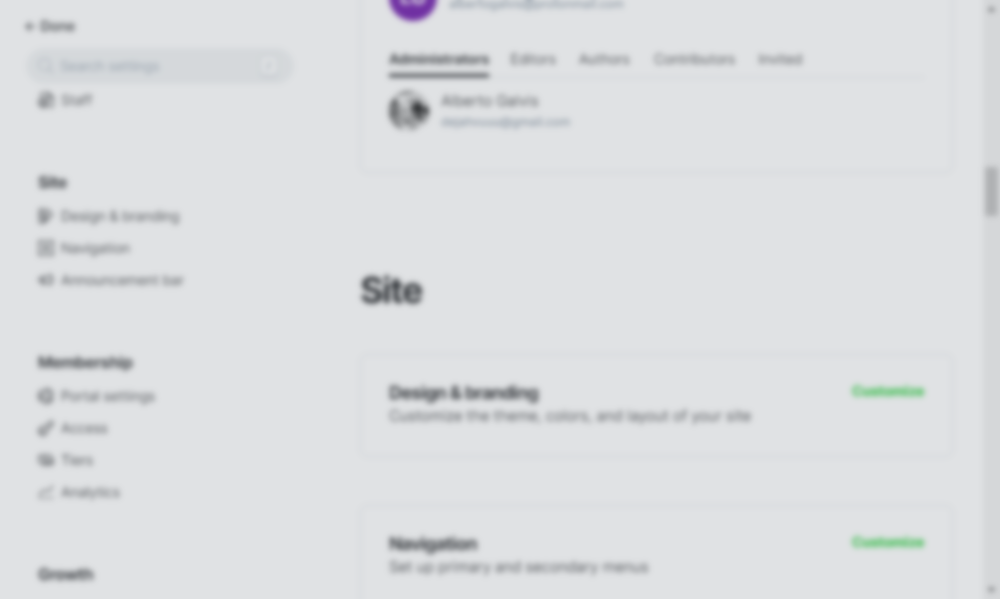 Done
Search settings
Staff
Site
Design & branding
Navigation
Announcement bar
Membership
Portal settings
Access
Tiers
Analytics
Growth
Administrators Editors Authors Contributors Invited
Alberto Galvis
Site
Design & branding
Customize
Customize the theme, colors, and layout of your site
Navigation
Customize
Set up primary and secondary menus